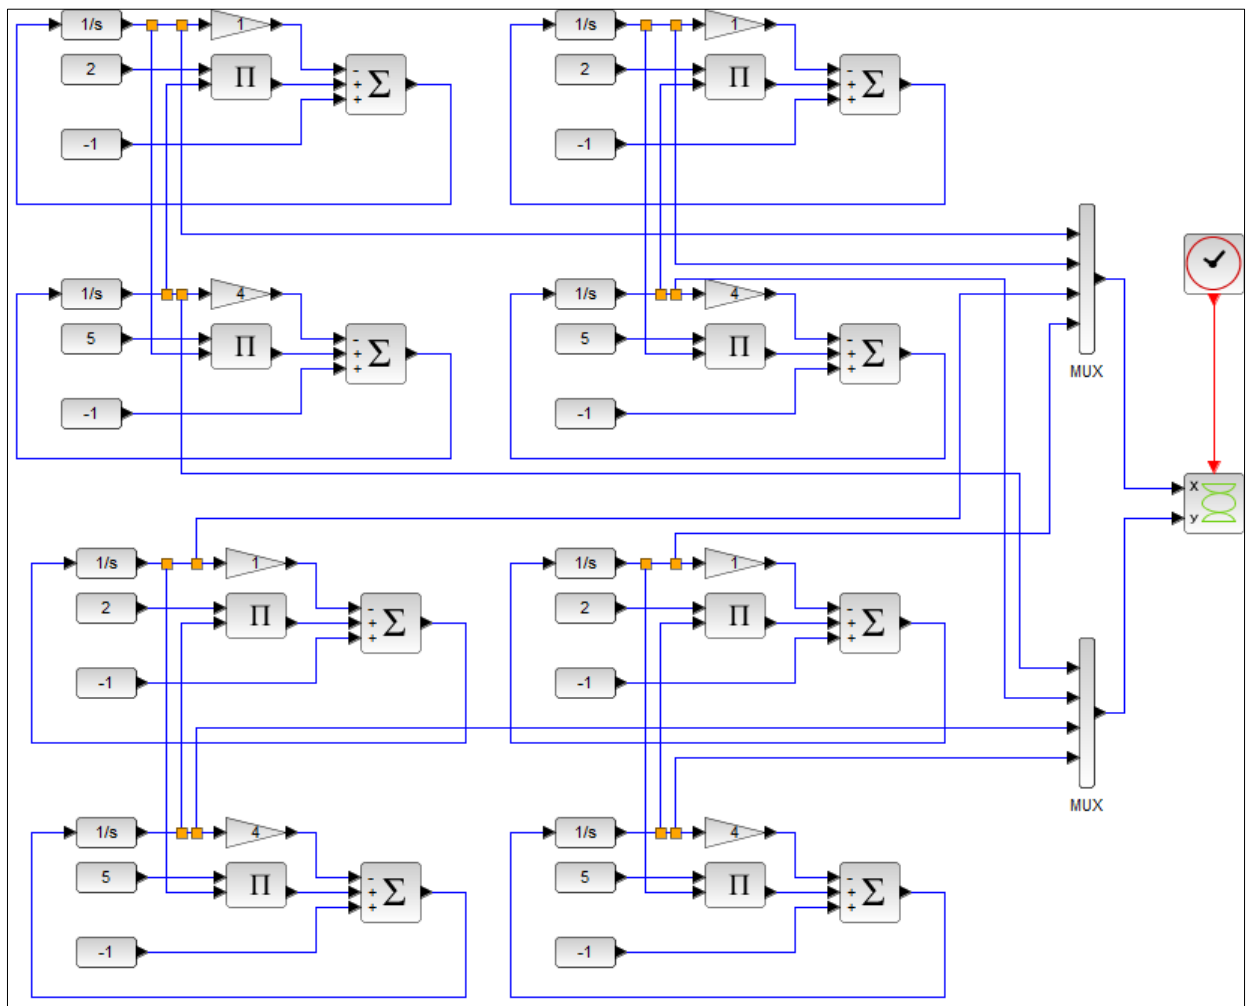 1/s 1 1/s 1
2 Π - + + Σ 2 Π - + + Σ
-1 -1
1/s 4 1/s 4
5 Π - + + Σ 5 Π - + + Σ
MUX
-1 -1
X
y
1/s 1 1/s 1
2 Π - + + Σ 2 Π - + + Σ
-1 -1
MUX
1/s 4 1/s 4
5 Π - + + Σ 5 Π - + + Σ
-1 -1